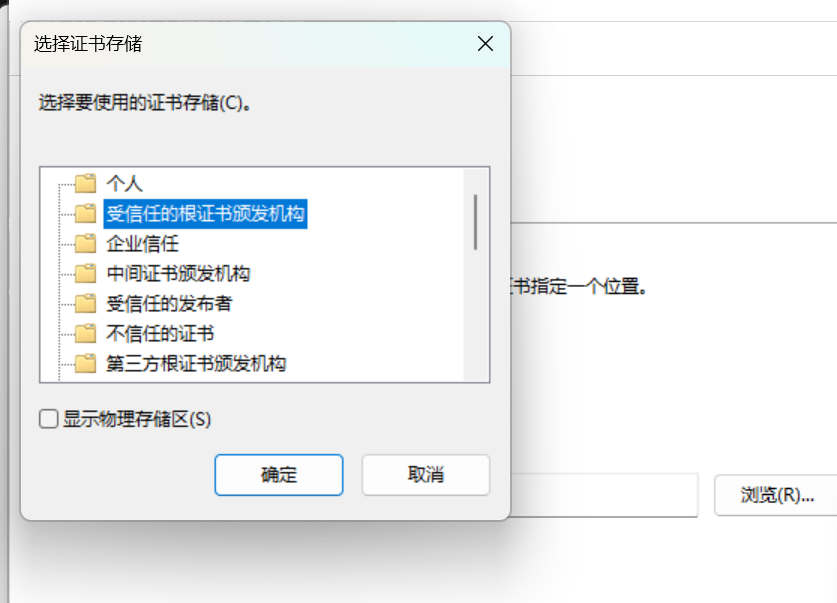 选择证书存储
选择要使用的证书存储(C)。
个人
受信任的根证书颁发机构
企业信任
中间证书颁发机构
证书指定一个位置。
受信任的发布者
不信任的证书
第三方根证书颁发机构
显示物理存储区(S)
确定
取消
浏览(R)...